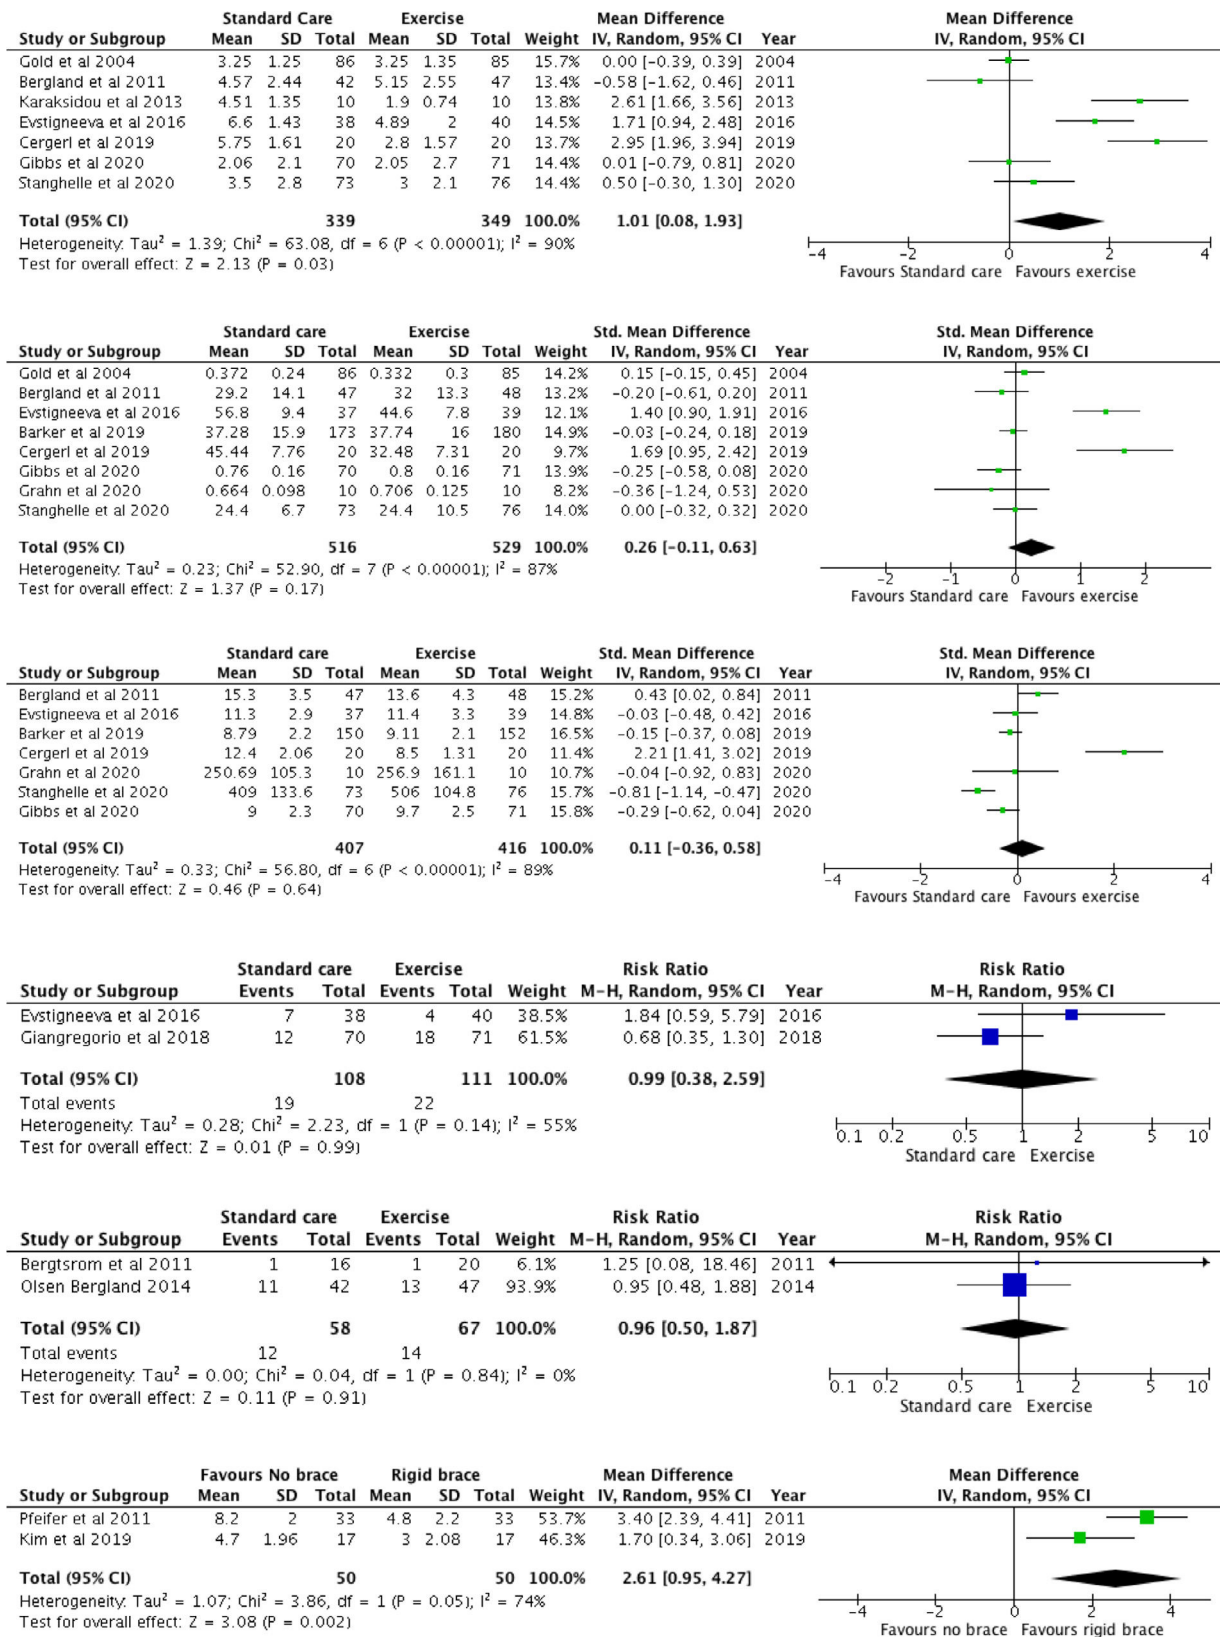 Standard Care Exercise Mean Difference Mean Difference
Study or Subgroup Mean SD Total Mean SD Total Weight IV, Random, 95% CI Year IV, Random, 95% CI
Gold et al 2004 3.25 1.25 86 3.25 1.35 85 15.7% 0.00 [-0.39, 0.39] 2004
Bergland et al 2011 4.57 2.44 42 5.15 2.55 47 13.4% -0.58 [-1.62, 0.46] 2011
Karaksidou et al 2013 4.51 1.35 10 1.9 0.74 10 13.8% 2.61 [1.66, 3.56] 2013
Evstigneeva et al 2016 6.6 1.43 38 4.89 2 40 14.5% 1.71 [0.94, 2.48] 2016
Cergerl et al 2019 5.75 1.61 20 2.8 1.57 20 13.7% 2.95 [1.96, 3.94] 2019
Gibbs et al 2020 2.06 2.1 70 2.05 2.7 71 14.4% 0.01 [-0.79, 0.81] 2020
Stanghelle et al 2020 3.5 2.8 73 3 2.1 76 14.4% 0.50 [-0.30, 1.30] 2020
Total (95% CI) 339 349 100.0% 1.01 [0.08, 1.93]
Heterogeneity: Tau² = 1.39; Chi² = 63.08, df = 6 (P < 0.00001); I² = 90%
Test for overall effect: Z = 2.13 (P = 0.03)
-4 -2 0 2 4
Favours Standard care Favours exercise
Standard care Exercise Std. Mean Difference Std. Mean Difference
Study or Subgroup Mean SD Total Mean SD Total Weight IV, Random, 95% CI Year IV, Random, 95% CI
Gold et al 2004 0.372 0.24 86 0.332 0.3 85 14.2% 0.15 [-0.15, 0.45] 2004
Bergland et al 2011 29.2 14.1 47 32 13.3 48 13.2% -0.20 [-0.61, 0.20] 2011
Evstigneeva et al 2016 56.8 9.4 37 44.6 7.8 39 12.1% 1.40 [0.90, 1.91] 2016
Barker et al 2019 37.28 15.9 173 37.74 16 180 14.9% -0.03 [-0.24, 0.18] 2019
Cergerl et al 2019 45.44 7.76 20 32.48 7.31 20 9.7% 1.69 [0.95, 2.42] 2019
Gibbs et al 2020 0.76 0.16 70 0.8 0.16 71 13.9% -0.25 [-0.58, 0.08] 2020
Grahn et al 2020 0.664 0.098 10 0.706 0.125 10 8.2% -0.36 [-1.24, 0.53] 2020
Stanghelle et al 2020 24.4 6.7 73 24.4 10.5 76 14.0% 0.00 [-0.32, 0.32] 2020
Total (95% CI) 516 529 100.0% 0.26 [-0.11, 0.63]
Heterogeneity: Tau² = 0.23; Chi² = 52.90, df = 7 (P < 0.00001); I² = 87%
Test for overall effect: Z = 1.37 (P = 0.17)
-2 -1 0 1 2
Favours Standard care Favours exercise
Standard care Exercise Std. Mean Difference Std. Mean Difference
Study or Subgroup Mean SD Total Mean SD Total Weight IV, Random, 95% CI Year IV, Random, 95% CI
Bergland et al 2011 15.3 3.5 47 13.6 4.3 48 15.2% 0.43 [0.02, 0.84] 2011
Evstigneeva et al 2016 11.3 2.9 37 11.4 3.3 39 14.8% -0.03 [-0.48, 0.42] 2016
Barker et al 2019 8.79 2.2 150 9.11 2.1 152 16.5% -0.15 [-0.37, 0.08] 2019
Cergerl et al 2019 12.4 2.06 20 8.5 1.31 20 11.4% 2.21 [1.41, 3.02] 2019
Grahn et al 2020 250.69 105.3 10 256.9 161.1 10 10.7% -0.04 [-0.92, 0.83] 2020
Stanghelle et al 2020 409 133.6 73 506 104.8 76 15.7% -0.81 [-1.14, -0.47] 2020
Gibbs et al 2020 9 2.3 70 9.7 2.5 71 15.8% -0.29 [-0.62, 0.04] 2020
Total (95% CI) 407 416 100.0% 0.11 [-0.36, 0.58]
Heterogeneity: Tau² = 0.33; Chi² = 56.80, df = 6 (P < 0.00001); I² = 89%
Test for overall effect: Z = 0.46 (P = 0.64)
-4 -2 0 2 4
Favours Standard care Favours exercise
Standard care Exercise Risk Ratio Risk Ratio
Study or Subgroup Events Total Events Total Weight M-H, Random, 95% CI Year M-H, Random, 95% CI
Evstigneeva et al 2016 7 38 4 40 38.5% 1.84 [0.59, 5.79] 2016
Giangregorio et al 2018 12 70 18 71 61.5% 0.68 [0.35, 1.30] 2018
Total (95% CI) 108 111 100.0% 0.99 [0.38, 2.59]
Total events 19 22
Heterogeneity: Tau² = 0.28; Chi² = 2.23, df = 1 (P = 0.14); I² = 55%
Test for overall effect: Z = 0.01 (P = 0.99)
0.1 0.2 0.5 1 2 5 10
Standard care Exercise
Standard care Exercise Risk Ratio Risk Ratio
Study or Subgroup Events Total Events Total Weight M-H, Random, 95% CI Year M-H, Random, 95% CI
Bergtsrom et al 2011 1 16 1 20 6.1% 1.25 [0.08, 18.46] 2011
Olsen Bergland 2014 11 42 13 47 93.9% 0.95 [0.48, 1.88] 2014
Total (95% CI) 58 67 100.0% 0.96 [0.50, 1.87]
Total events 12 14
Heterogeneity: Tau² = 0.00; Chi² = 0.04, df = 1 (P = 0.84); I² = 0%
Test for overall effect: Z = 0.11 (P = 0.91)
0.1 0.2 0.5 1 2 5 10
Standard care Exercise
Favours No brace Rigid brace Mean Difference Mean Difference
Study or Subgroup Mean SD Total Mean SD Total Weight IV, Random, 95% CI Year IV, Random, 95% CI
Pfeifer et al 2011 8.2 2 33 4.8 2.2 33 53.7% 3.40 [2.39, 4.41] 2011
Kim et al 2019 4.7 1.96 17 3 2.08 17 46.3% 1.70 [0.34, 3.06] 2019
Total (95% CI) 50 50 100.0% 2.61 [0.95, 4.27]
Heterogeneity: Tau² = 1.07; Chi² = 3.86, df = 1 (P = 0.05); I² = 74%
Test for overall effect: Z = 3.08 (P = 0.002)
-4 -2 0 2 4
Favours no brace Favours rigid brace